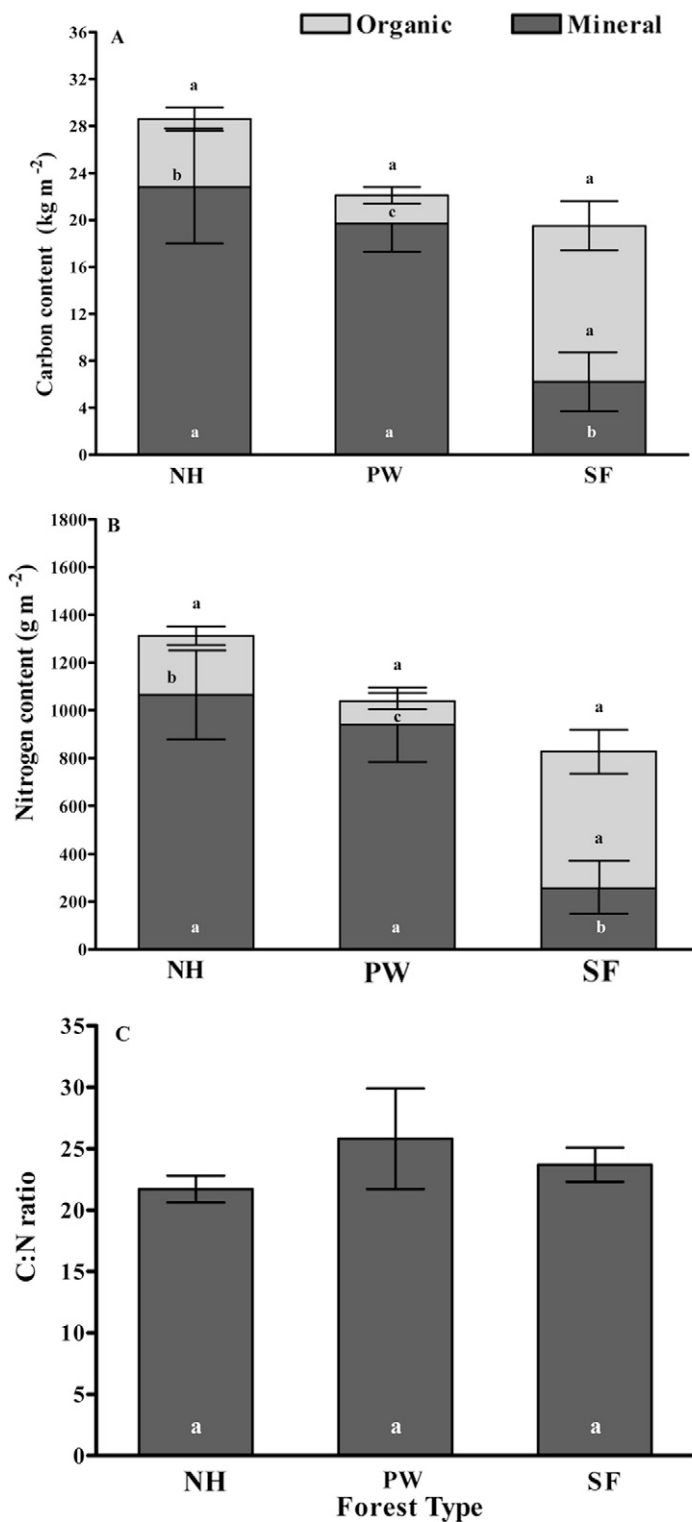 Organic Mineral
A
36
32
28
24
20
16
12
8
4
0
Carbon content (kg m -2)
a
b
a
a
c
a
a
a
b
NH PW SF
B
1800
1600
1400
1200
1000
800
600
400
200
0
Nitrogen content (g m -2)
a
b
a
a
c
a
a
a
b
NH PW SF
C
35
30
25
20
15
10
5
0
C:N ratio
a a a
NH PW SF
Forest Type